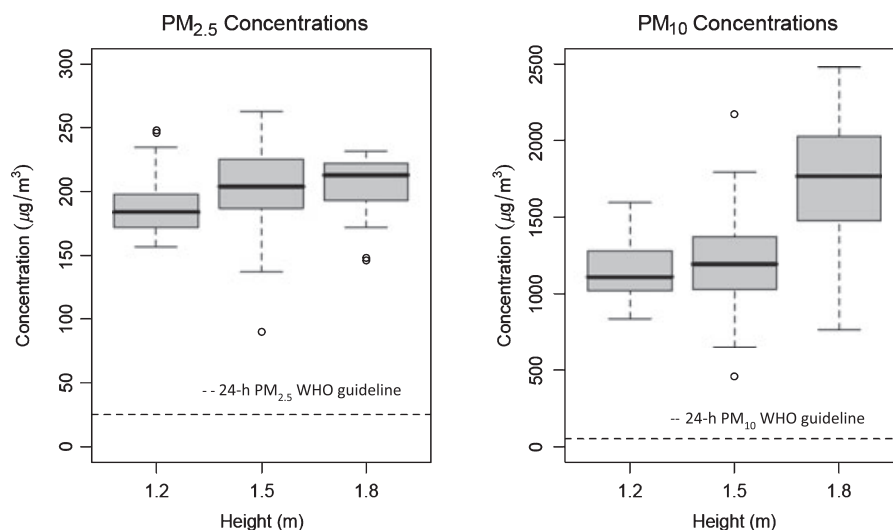 PM2.5 Concentrations
Concentration (μg/m³)
300
250
200
150
100
50
0
-- 24-h PM2.5 WHO guideline
1.2 1.5 1.8
Height (m)
PM10 Concentrations
Concentration (μg/m³)
2500
2000
1500
1000
500
0
-- 24-h PM10 WHO guideline
1.2 1.5 1.8
Height (m)